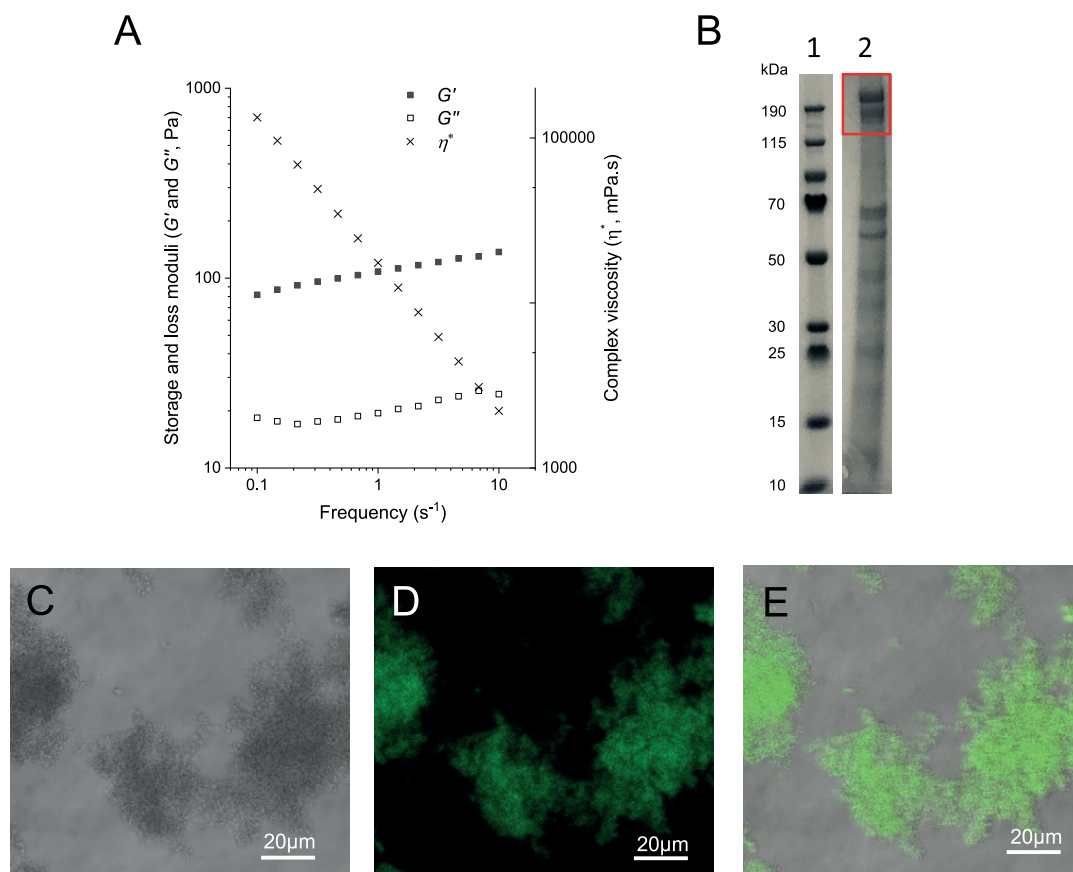 A
B
1 2
kDa
190
115
70
50
30
25
15
10
Storage and loss moduli (G' and G'', Pa)
1000
100
10
G'
G''
η*
100000
1000
Complex viscosity (η*, mPa.s)
0.1 1 10
Frequency (s⁻¹)
C
20µm
D
20µm
E
20µm